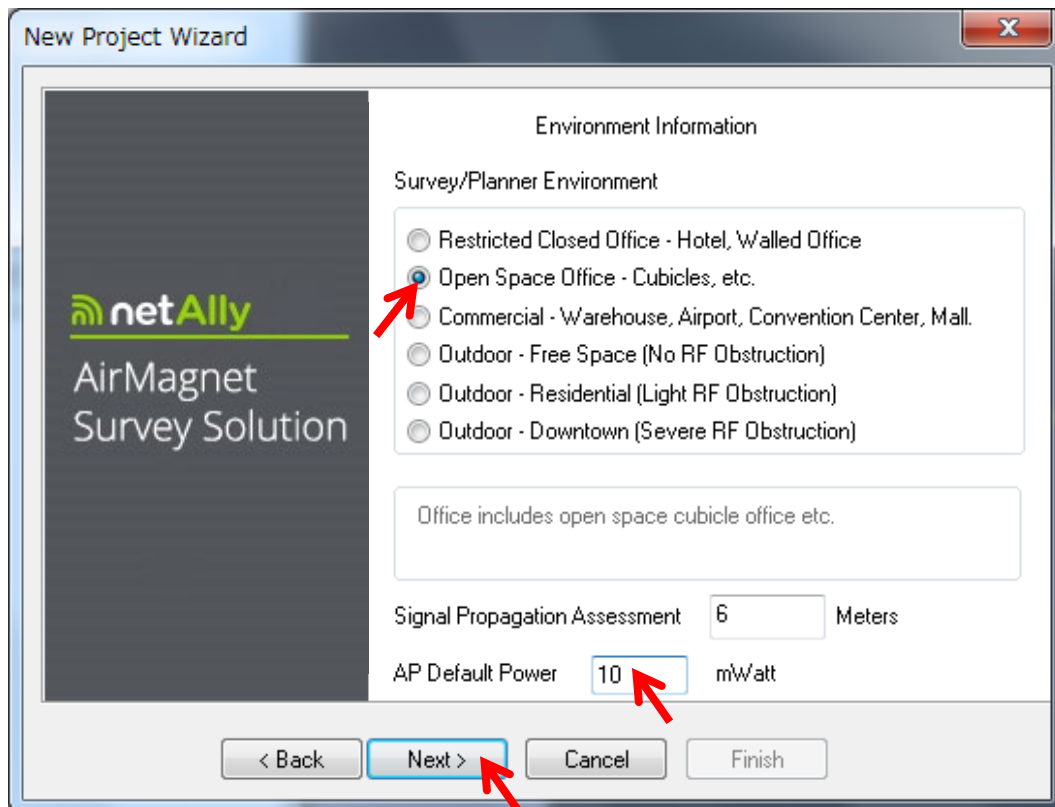 New Project Wizard
x
netAlly
AirMagnet
Survey Solution
Environment Information
Survey/Planner Environment
Restricted Closed Office - Hotel, Walled Office
Open Space Office - Cubicles, etc.
Commercial - Warehouse, Airport, Convention Center, Mall.
Outdoor - Free Space (No RF Obstruction)
Outdoor - Residential (Light RF Obstruction)
Outdoor - Downtown (Severe RF Obstruction)
Office includes open space cubicle office etc.
Signal Propagation Assessment 6 Meters
AP Default Power 10 mWatt
< Back Next > Cancel Finish